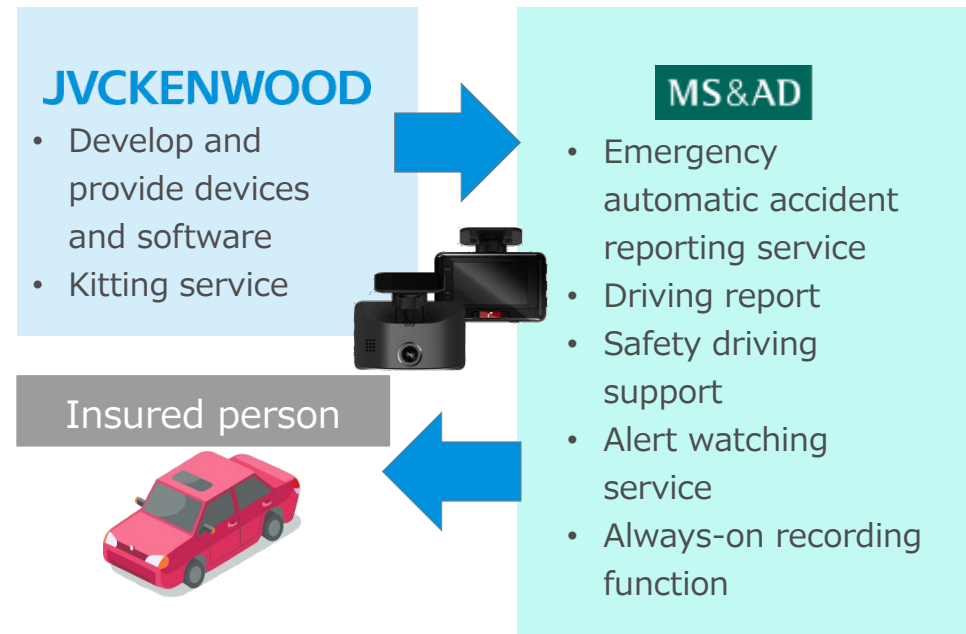 JVCKENWOOD
• Develop and
provide devices
and software
• Kitting service
MS&AD
• Emergency
automatic accident
reporting service
• Driving report
• Safety driving
support
• Alert watching
service
• Always-on recording
function
Insured person